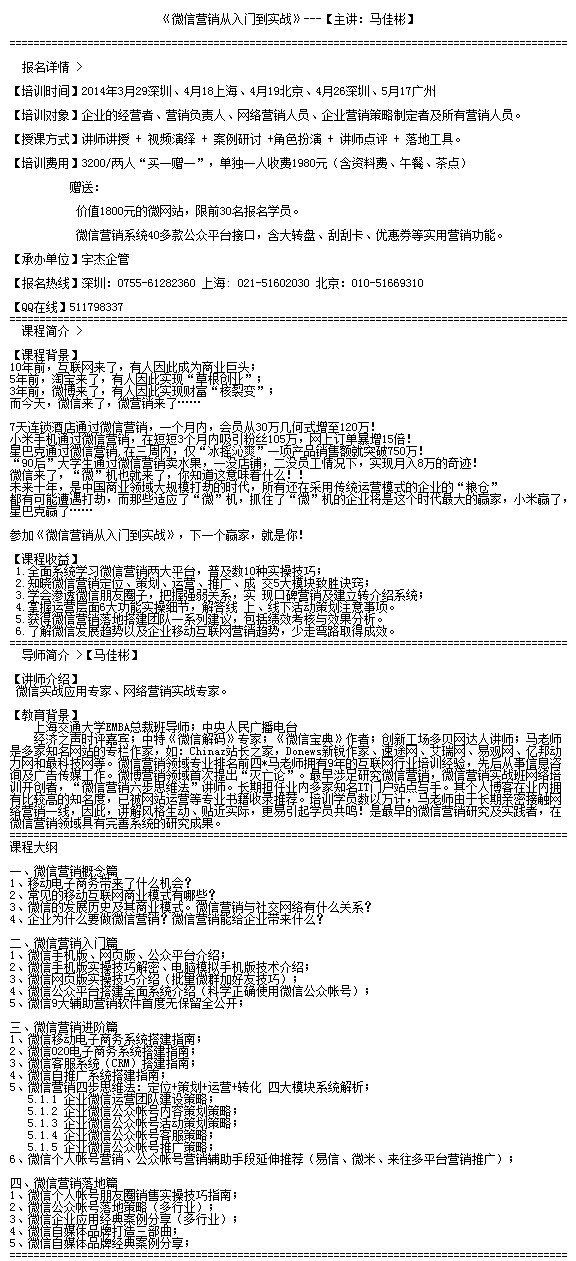 《微信营销从入门到实战》---【主讲：马佳彬】
================================================================================
报名详情 >
【培训时间】2014年3月29深圳、4月18上海、4月19北京、4月26深圳、5月17广州
【培训对象】企业的经营者、营销负责人、网络营销人员、企业营销策略制定者及所有营销人员。
【授课方式】讲师讲授 + 视频演绎 + 案例研讨 +角色扮演 + 讲师点评 + 落地工具。
【培训费用】3200/两人“买一赠一”，单独一人收费1980元（含资料费、午餐、茶点）
赠送：
价值1800元的微网站，限前30名报名学员。
微信营销系统40多款公众平台接口，含大转盘、刮刮卡、优惠劵等实用营销功能。
【承办单位】宇杰企管
【报名热线】深圳：0755-61282360 上海: 021-51602030 北京：010-51669310
【QQ在线】511798337
================================================================================
课程简介 >
【课程背景】
10年前，互联网来了，有人因此成为商业巨头；
5年前，淘宝来了，有人因此实现“草根创业”；
3年前，微博来了，有人因此实现财富“核裂变”；
而今天，微信来了，微营销来了……
7天连锁酒店通过微信营销，一个月内，会员从30万几何式增至120万！
小米手机通过微信营销，在短短3个月内吸引粉丝105万，网上订单暴增15倍！
星巴克通过微信营销,在三周内，仅“冰摇沁爽”一项产品销售额就突破750万！
“90后”大学生通过微信营销卖水果，一没店铺，二没员工情况下，实现月入8万的奇迹！
微信来了，“微”机也就来了，你知道这意味着什么！！
未来十年，是中国商业领域大规模打劫的时代，所有还在采用传统运营模式的企业的“粮仓”
都有可能遭遇打劫，而那些适应了“微”机，抓住了“微”机的企业将是这个时代最大的赢家，小米赢了，
星巴克赢了……
参加《微信营销从入门到实战》，下一个赢家，就是你！
【课程收益】
1.全面系统学习微信营销两大平台，普及数10种实操技巧；
2.知晓微信营销定位、策划、运营、推广、成 交5大模块致胜诀窍；
3.学会渗透微信朋友圈子，把握强弱关系，实 现口碑营销及建立转介绍系统；
4.掌握运营层面6大功能实操细节，解答线 上、线下活动策划注意事项。
5.获得微信营销落地搭建团队一系列建议，包括绩效考核与效果分析。
6.了解微信发展趋势以及企业移动互联网营销趋势，少走弯路取得成效。
================================================================================
导师简介 >【马佳彬】
【讲师介绍】
微信实战应用专家、网络营销实战专家。
【教育背景】
上海交通大学EMBA总裁班导师；中央人民广播电台
经济之声时评嘉宾；中特《微信解码》专家；《微信宝典》作者；创新工场多贝网达人讲师；马老师
是多家知名网站的专栏作家，如：Chinaz站长之家，Donews新锐作家、速途网、艾瑞网、易观网、亿邦动
力网和最科技网等。微信营销领域专业排名前四*马老师拥有9年的互联网行业培训经验，先后从事信息咨
询及广告传媒工作。微博营销领域首次提出“灭亡论”。最早涉足研究微信营销，微信营销实战班网络培
训开创者，“微信营销六步思维法”讲师。长期担任业内多家知名IT门户站点写手。其个人博客在业内拥
有比较高的知名度，已被网站运营等专业书籍收录推荐。培训学员数以万计，马老师由于长期亲密接触网
络营销一线，因此，讲解风格生动、贴近实际，更易引起学员共鸣！是最早的微信营销研究及实践者，在
微信营销领域具有完善系统的研究成果。
================================================================================
课程大纲
一、微信营销概念篇
1、移动电子商务带来了什么机会？
2、常见的移动互联网商业模式有哪些？
3、微信的发展历史及其商业模式。微信营销与社交网络有什么关系？
4、企业为什么要做微信营销？微信营销能给企业带来什么？
二、微信营销入门篇
1、微信手机版、网页版、公众平台介绍；
2、微信手机版实操技巧解密、电脑模拟手机版技术介绍；
3、微信网页版实操技巧介绍（批量微群加好友技巧）；
4、微信公众平台搭建全面系统介绍（科学正确使用微信公众帐号）；
5、微信9大辅助营销软件首度无保留全公开；
三、微信营销进阶篇
1、微信移动电子商务系统搭建指南；
2、微信O2O电子商务系统搭建指南；
3、微信客服系统（CRM）搭建指南；
4、微信自推广系统搭建指南；
5、微信营销四步思维法：定位+策划+运营+转化 四大模块系统解析；
5.1.1 企业微信运营团队建设策略；
5.1.2 企业微信公众帐号内容策划策略；
5.1.3 企业微信公众帐号活动策划策略；
5.1.4 企业微信公众帐号客服策略；
5.1.5 企业微信公众帐号推广策略；
6、微信个人帐号营销、公众帐号营销辅助手段延伸推荐（易信、微米、来往多平台营销推广）；
四、微信营销落地篇
1、微信个人帐号朋友圈销售实操技巧指南；
2、微信公众帐号落地策略（多行业）；
3、微信企业应用经典案例分享（多行业）；
4、微信自媒体品牌打造三部曲；
5、微信自媒体品牌经典案例分享；
================================================================================